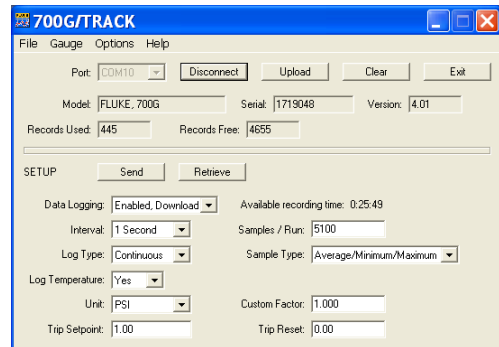 700G/TRACK
File Gauge Options Help
Port: COM10 Disconnect Upload Clear Exit
Model: FLUKE, 700G Serial: 1719048 Version: 4.01
Records Used: 445 Records Free: 4655
SETUP Send Retrieve
Data Logging: Enabled, Download Available recording time: 0:25:49
Interval: 1 Second Samples / Run: 5100
Log Type: Continuous Sample Type: Average/Minimum/Maximum
Log Temperature: Yes
Unit: PSI Custom Factor: 1.000
Trip Setpoint: 1.00 Trip Reset: 0.00